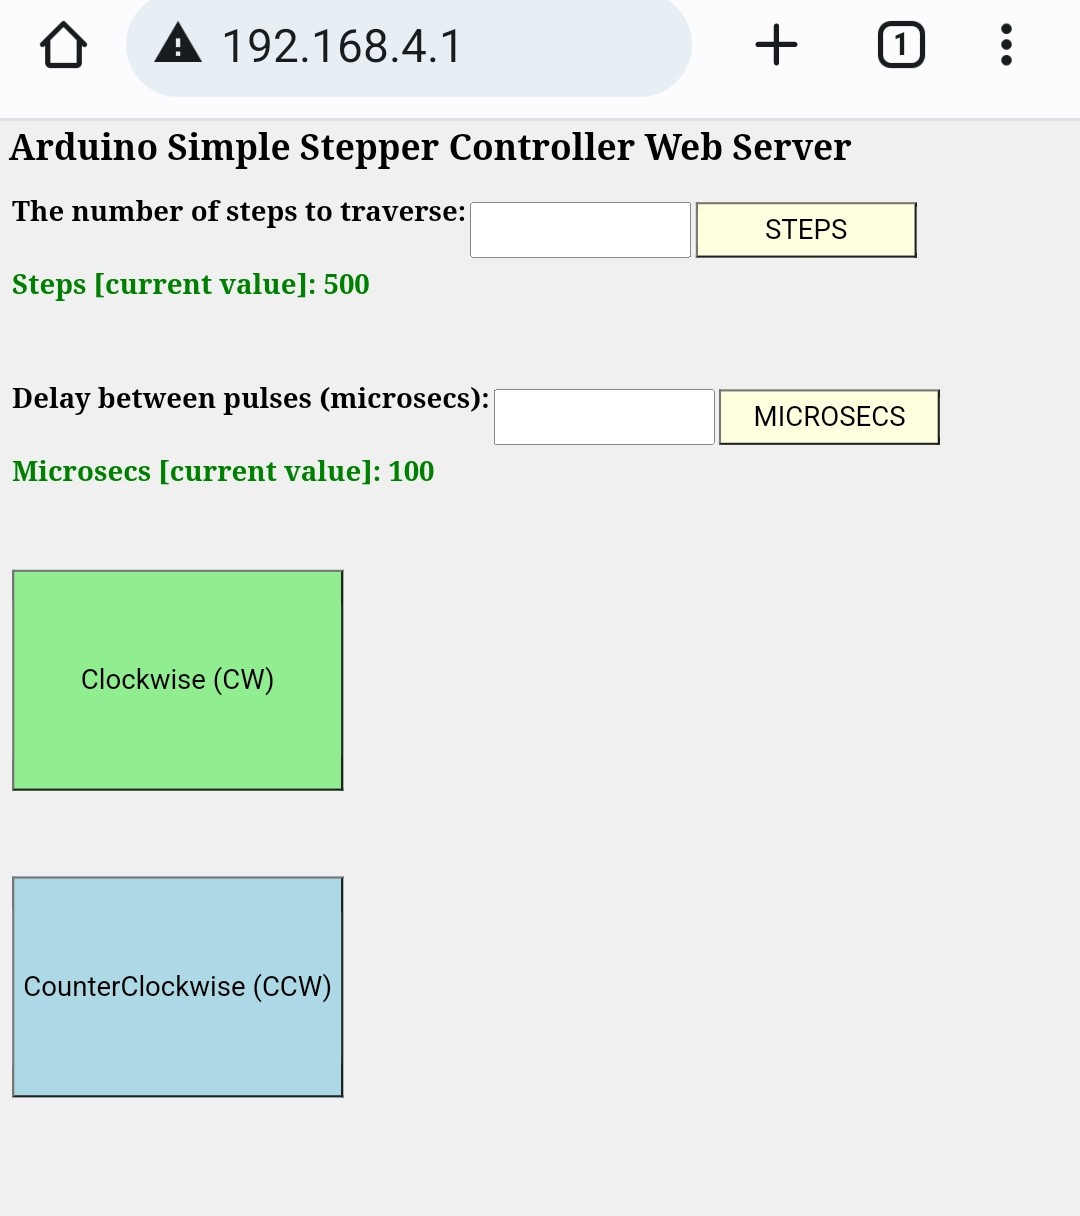 192.168.4.1
1
Arduino Simple Stepper Controller Web Server
The number of steps to traverse: STEPS
Steps [current value]: 500
Delay between pulses (microsecs): MICROSECS
Microsecs [current value]: 100
Clockwise (CW)
CounterClockwise (CCW)